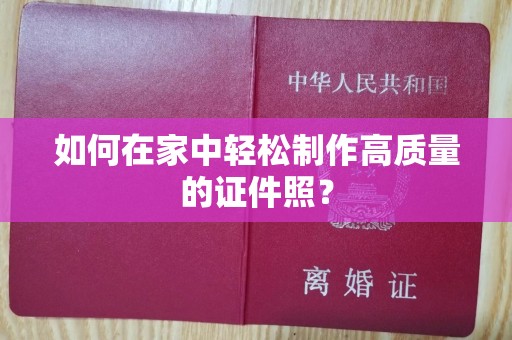 中华人民共和国
如何在家中轻松制作高质量
的证件照？
离婚证